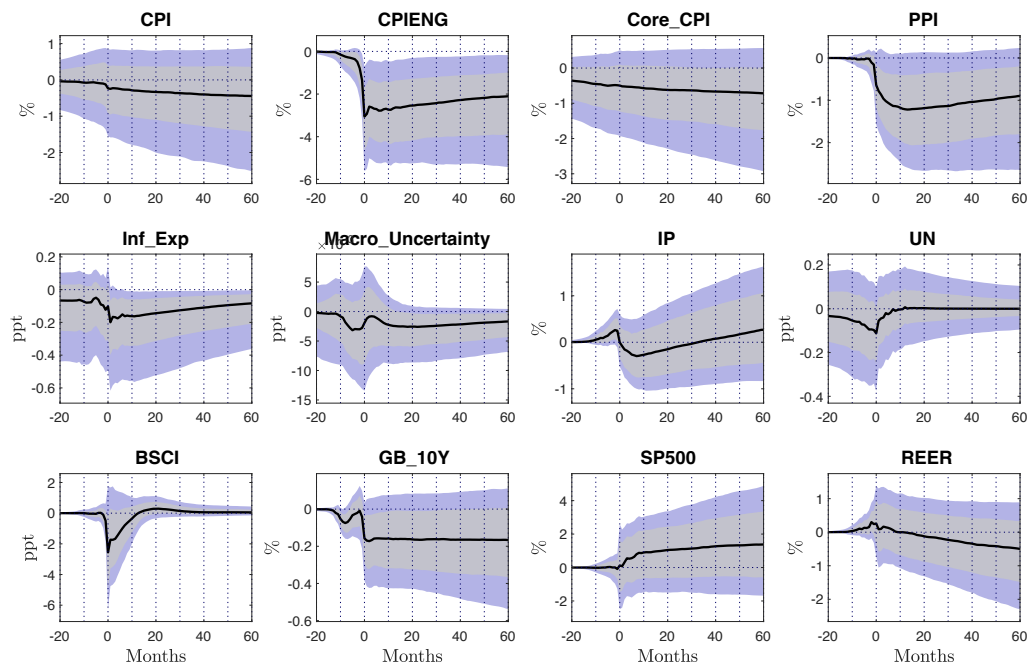 CPI CPIENG Core_CPI PPI
1 0 -1 -2 %
0 -2 -4 -6
0 -1 -2 -3 %
0 -1 -2 %
-20 0 20 40 60 -20 0 20 40 60 -20 0 20 40 60 -20 0 20 40 60
Inf_Exp Macro_Uncertainty IP UN
0.2 0 -0.2 -0.4 -0.6 ppt
5 0 -5 -10 -15
1 0 -1 %
0.2 0 -0.2 -0.4 ppt
-20 0 20 40 60 -20 0 20 40 60 -20 0 20 40 60 -20 0 20 40 60
BSCI GB_10Y SP500 REER
2 0 -2 -4 -6 ppt
0 -0.2 -0.4 -0.6 %
4 2 0 -2 %
1 0 -1 -2 %
-20 0 20 40 60 -20 0 20 40 60 -20 0 20 40 60 -20 0 20 40 60
Months Months Months Months